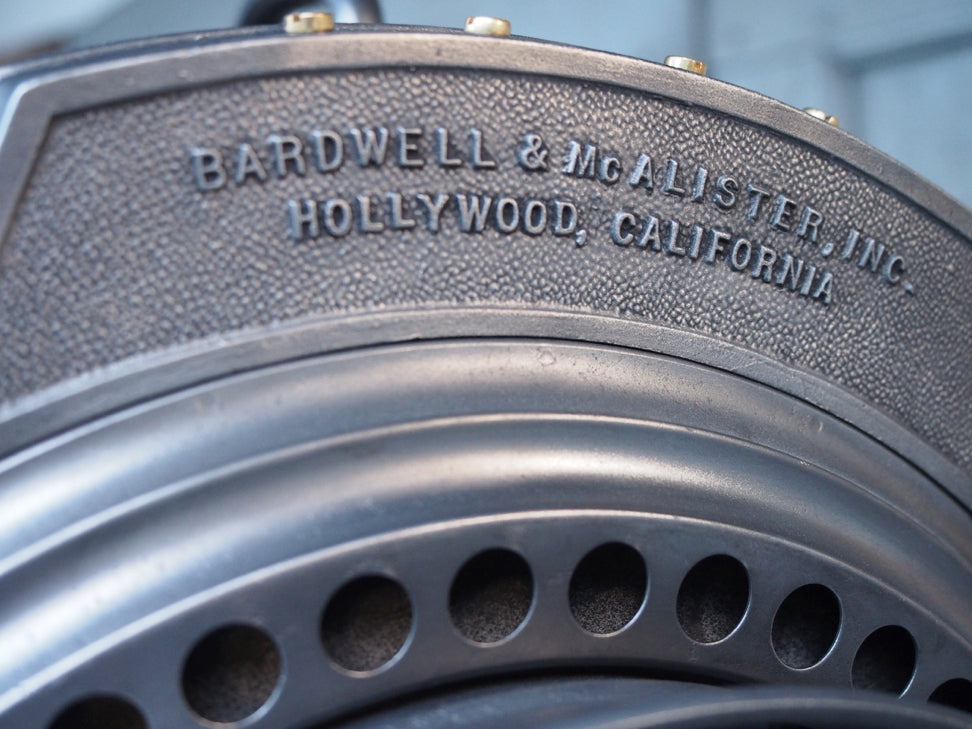 BARDWELL & McALISTER, INC.
HOLLYWOOD, CALIFORNIA